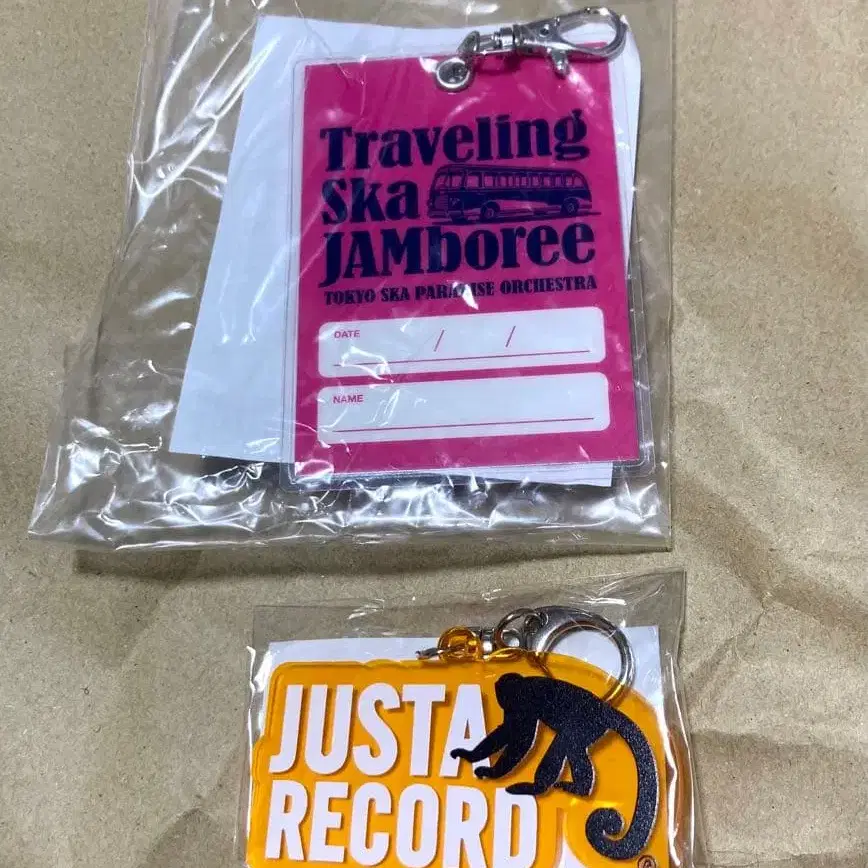 Traveling
Ska
JAMboree
TOKYO SKA PARADISE ORCHESTRA
DATE / /
NAME
JUSTA
RECORD